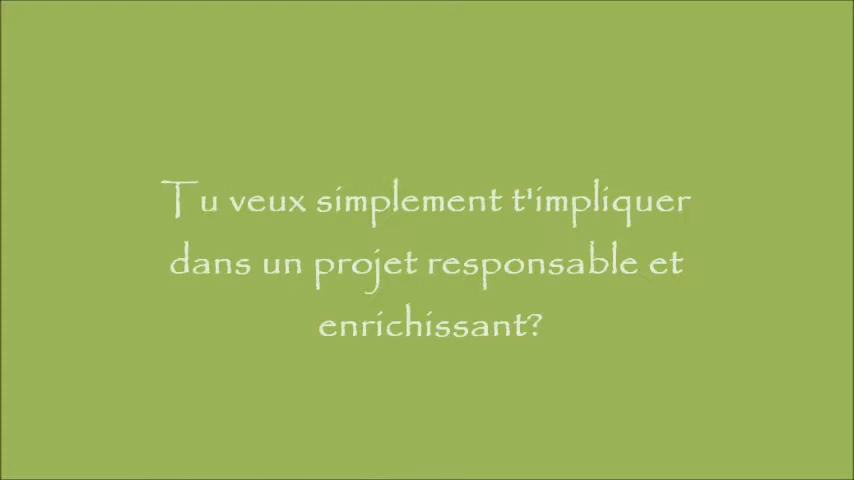 Tu veux simplement t'impliquer
dans un projet responsable et
enrichissant?